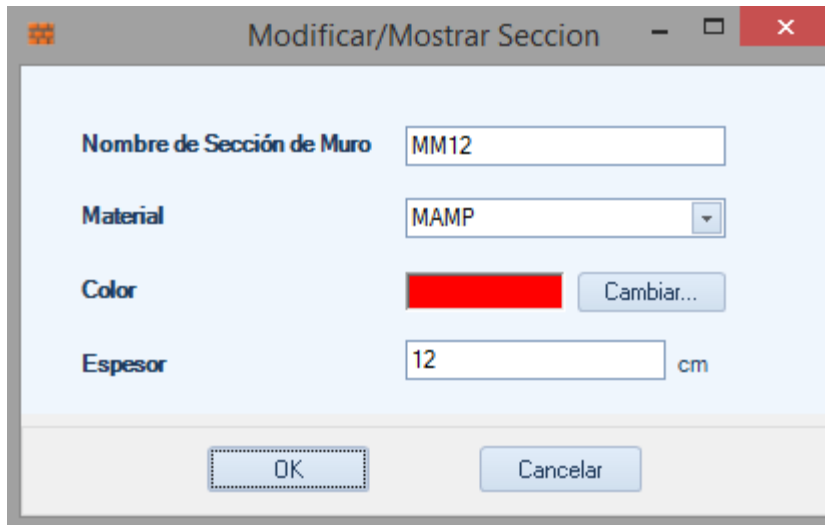 Modificar/Mostrar Seccion
Nombre de Sección de Muro MM12
Material MAMP
Color Cambiar...
Espesor 12 cm
OK Cancelar